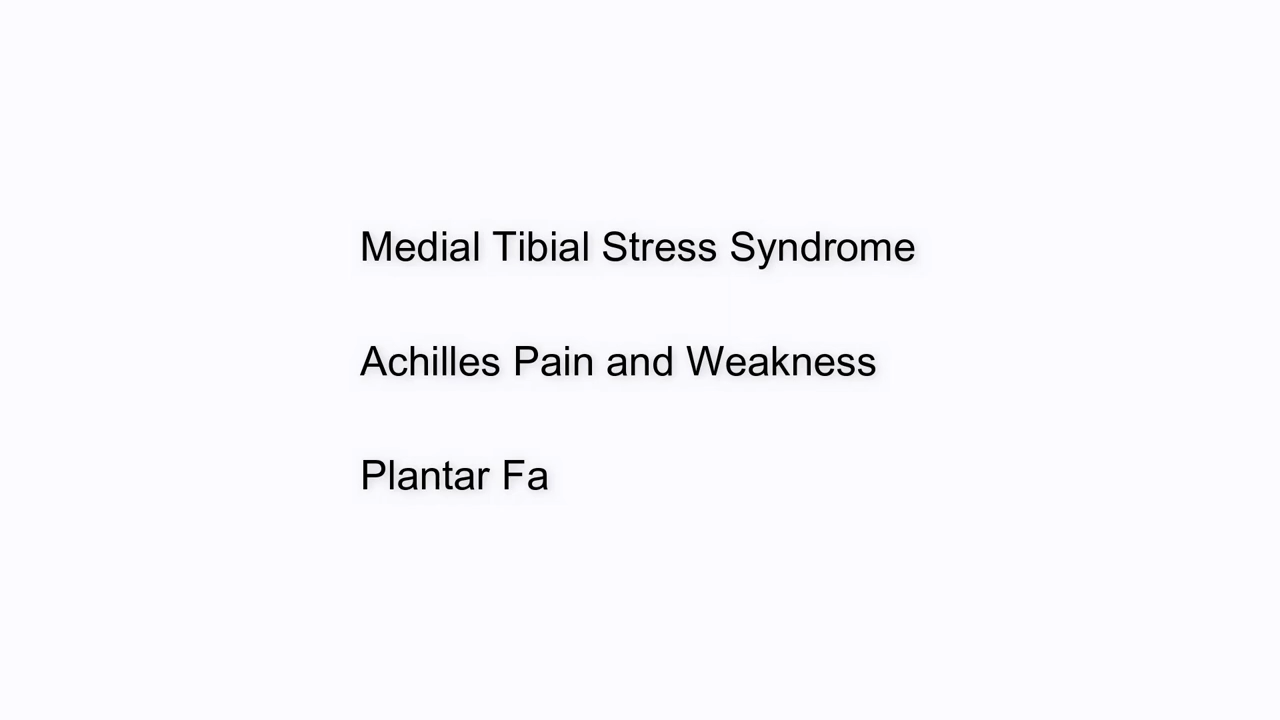 Medial Tibial Stress Syndrome
Achilles Pain and Weakness
Plantar Fa